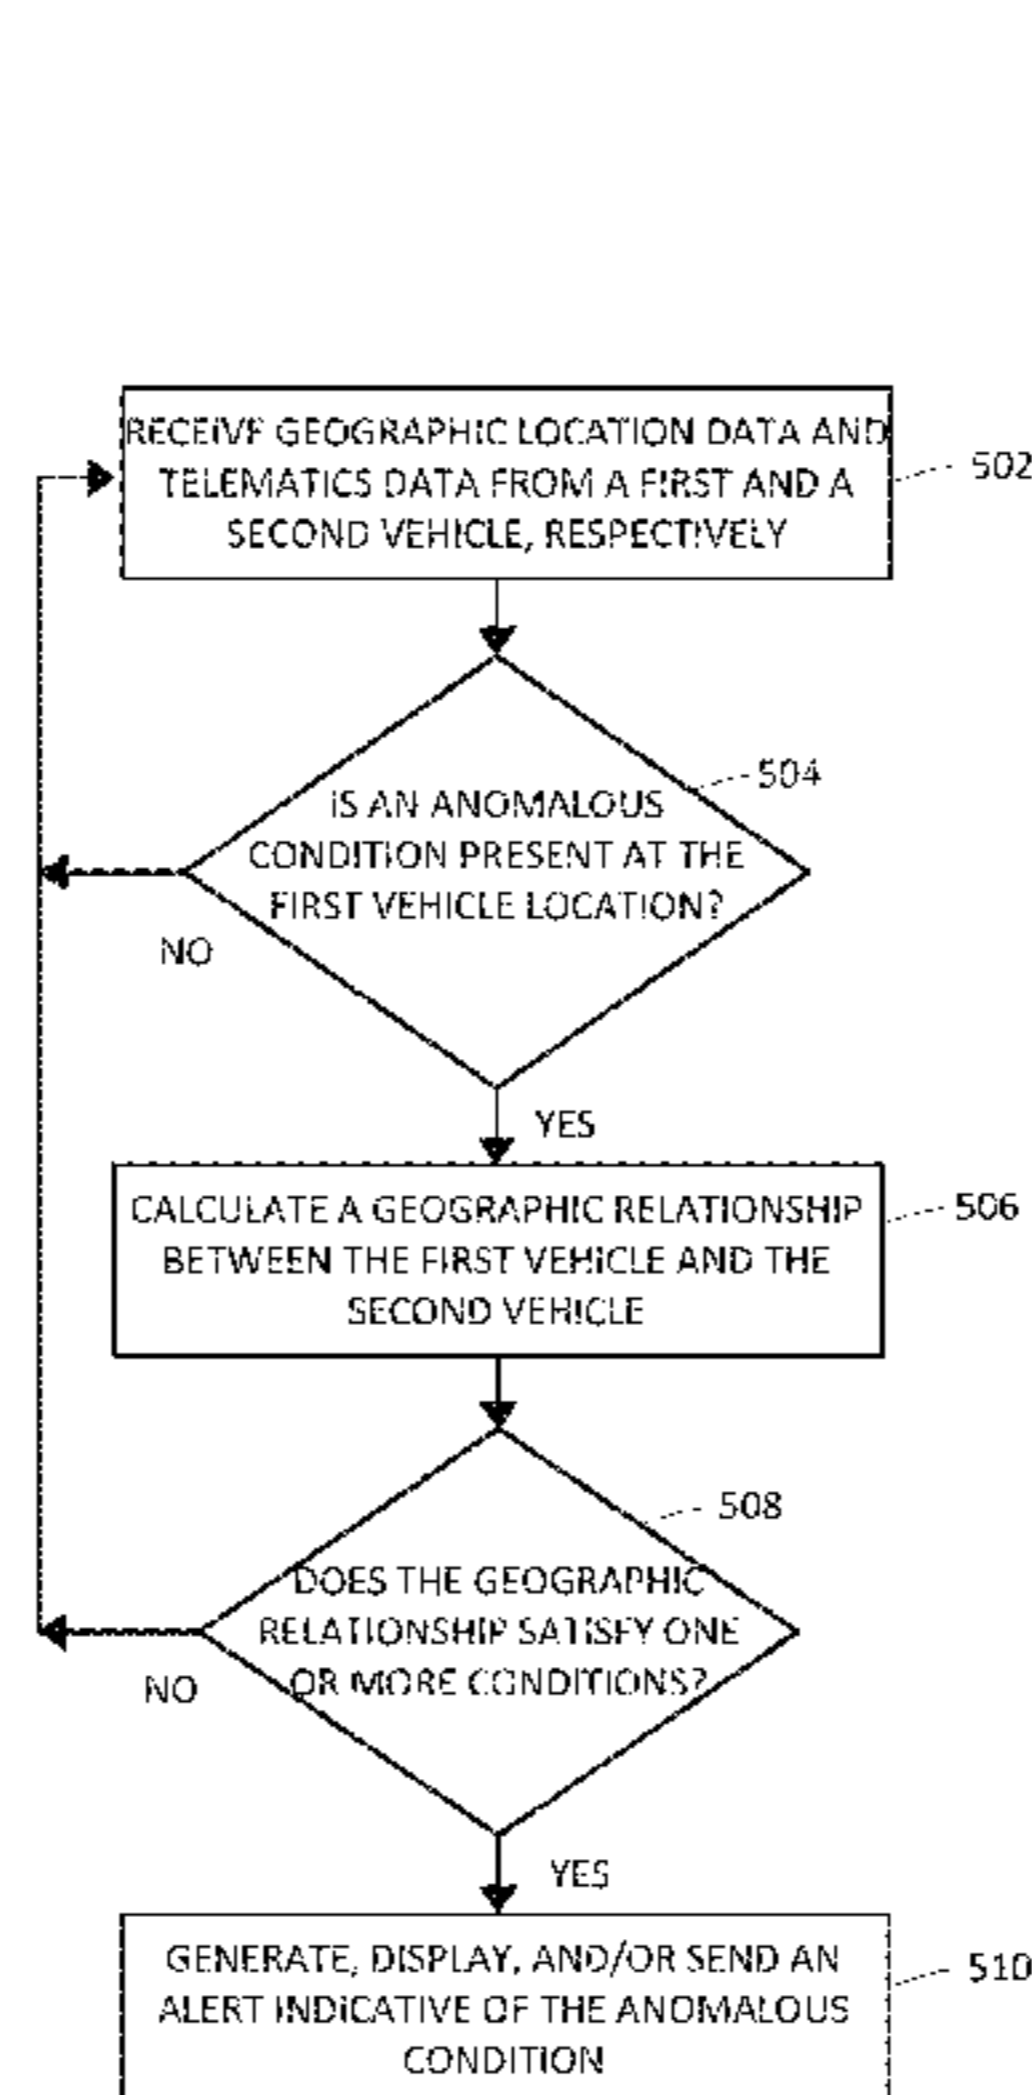 RECEIVE GEOGRAPHIC LOCATION DATA AND
TELEMATICS DATA FROM A FIRST AND A
SECOND VEHICLE, RESPECTIVELY
502
504
IS AN ANOMALOUS
CONDITION PRESENT AT THE
FIRST VEHICLE LOCATION?
NO
YES
CALCULATE A GEOGRAPHIC RELATIONSHIP
BETWEEN THE FIRST VEHICLE AND THE
SECOND VEHICLE
506
508
DOES THE GEOGRAPHIC
RELATIONSHIP SATISFY ONE
OR MORE CONDITIONS?
NO
YES
GENERATE, DISPLAY, AND/OR SEND AN
ALERT INDICATIVE OF THE ANOMALOUS
CONDITION
510